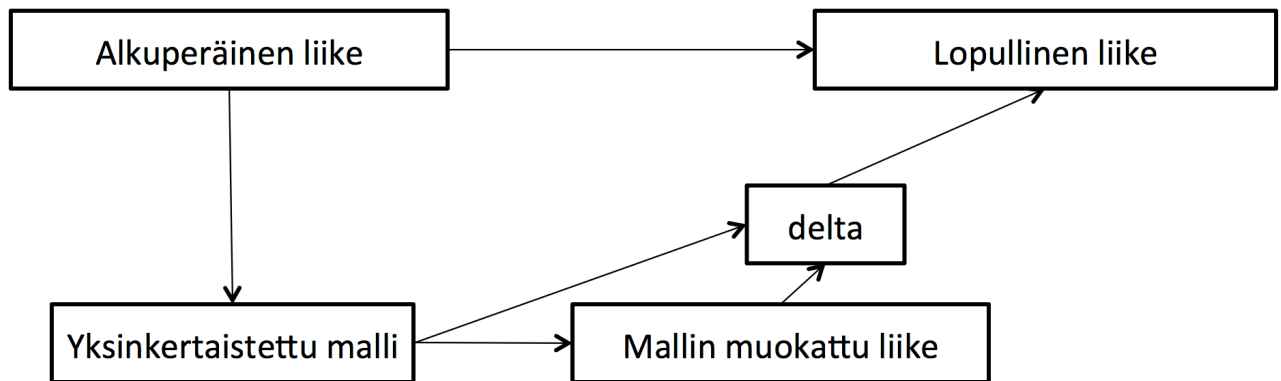 Alkuperäinen liike
Lopullinen liike
delta
Yksinkertaistettu malli
Mallin muokattu liike